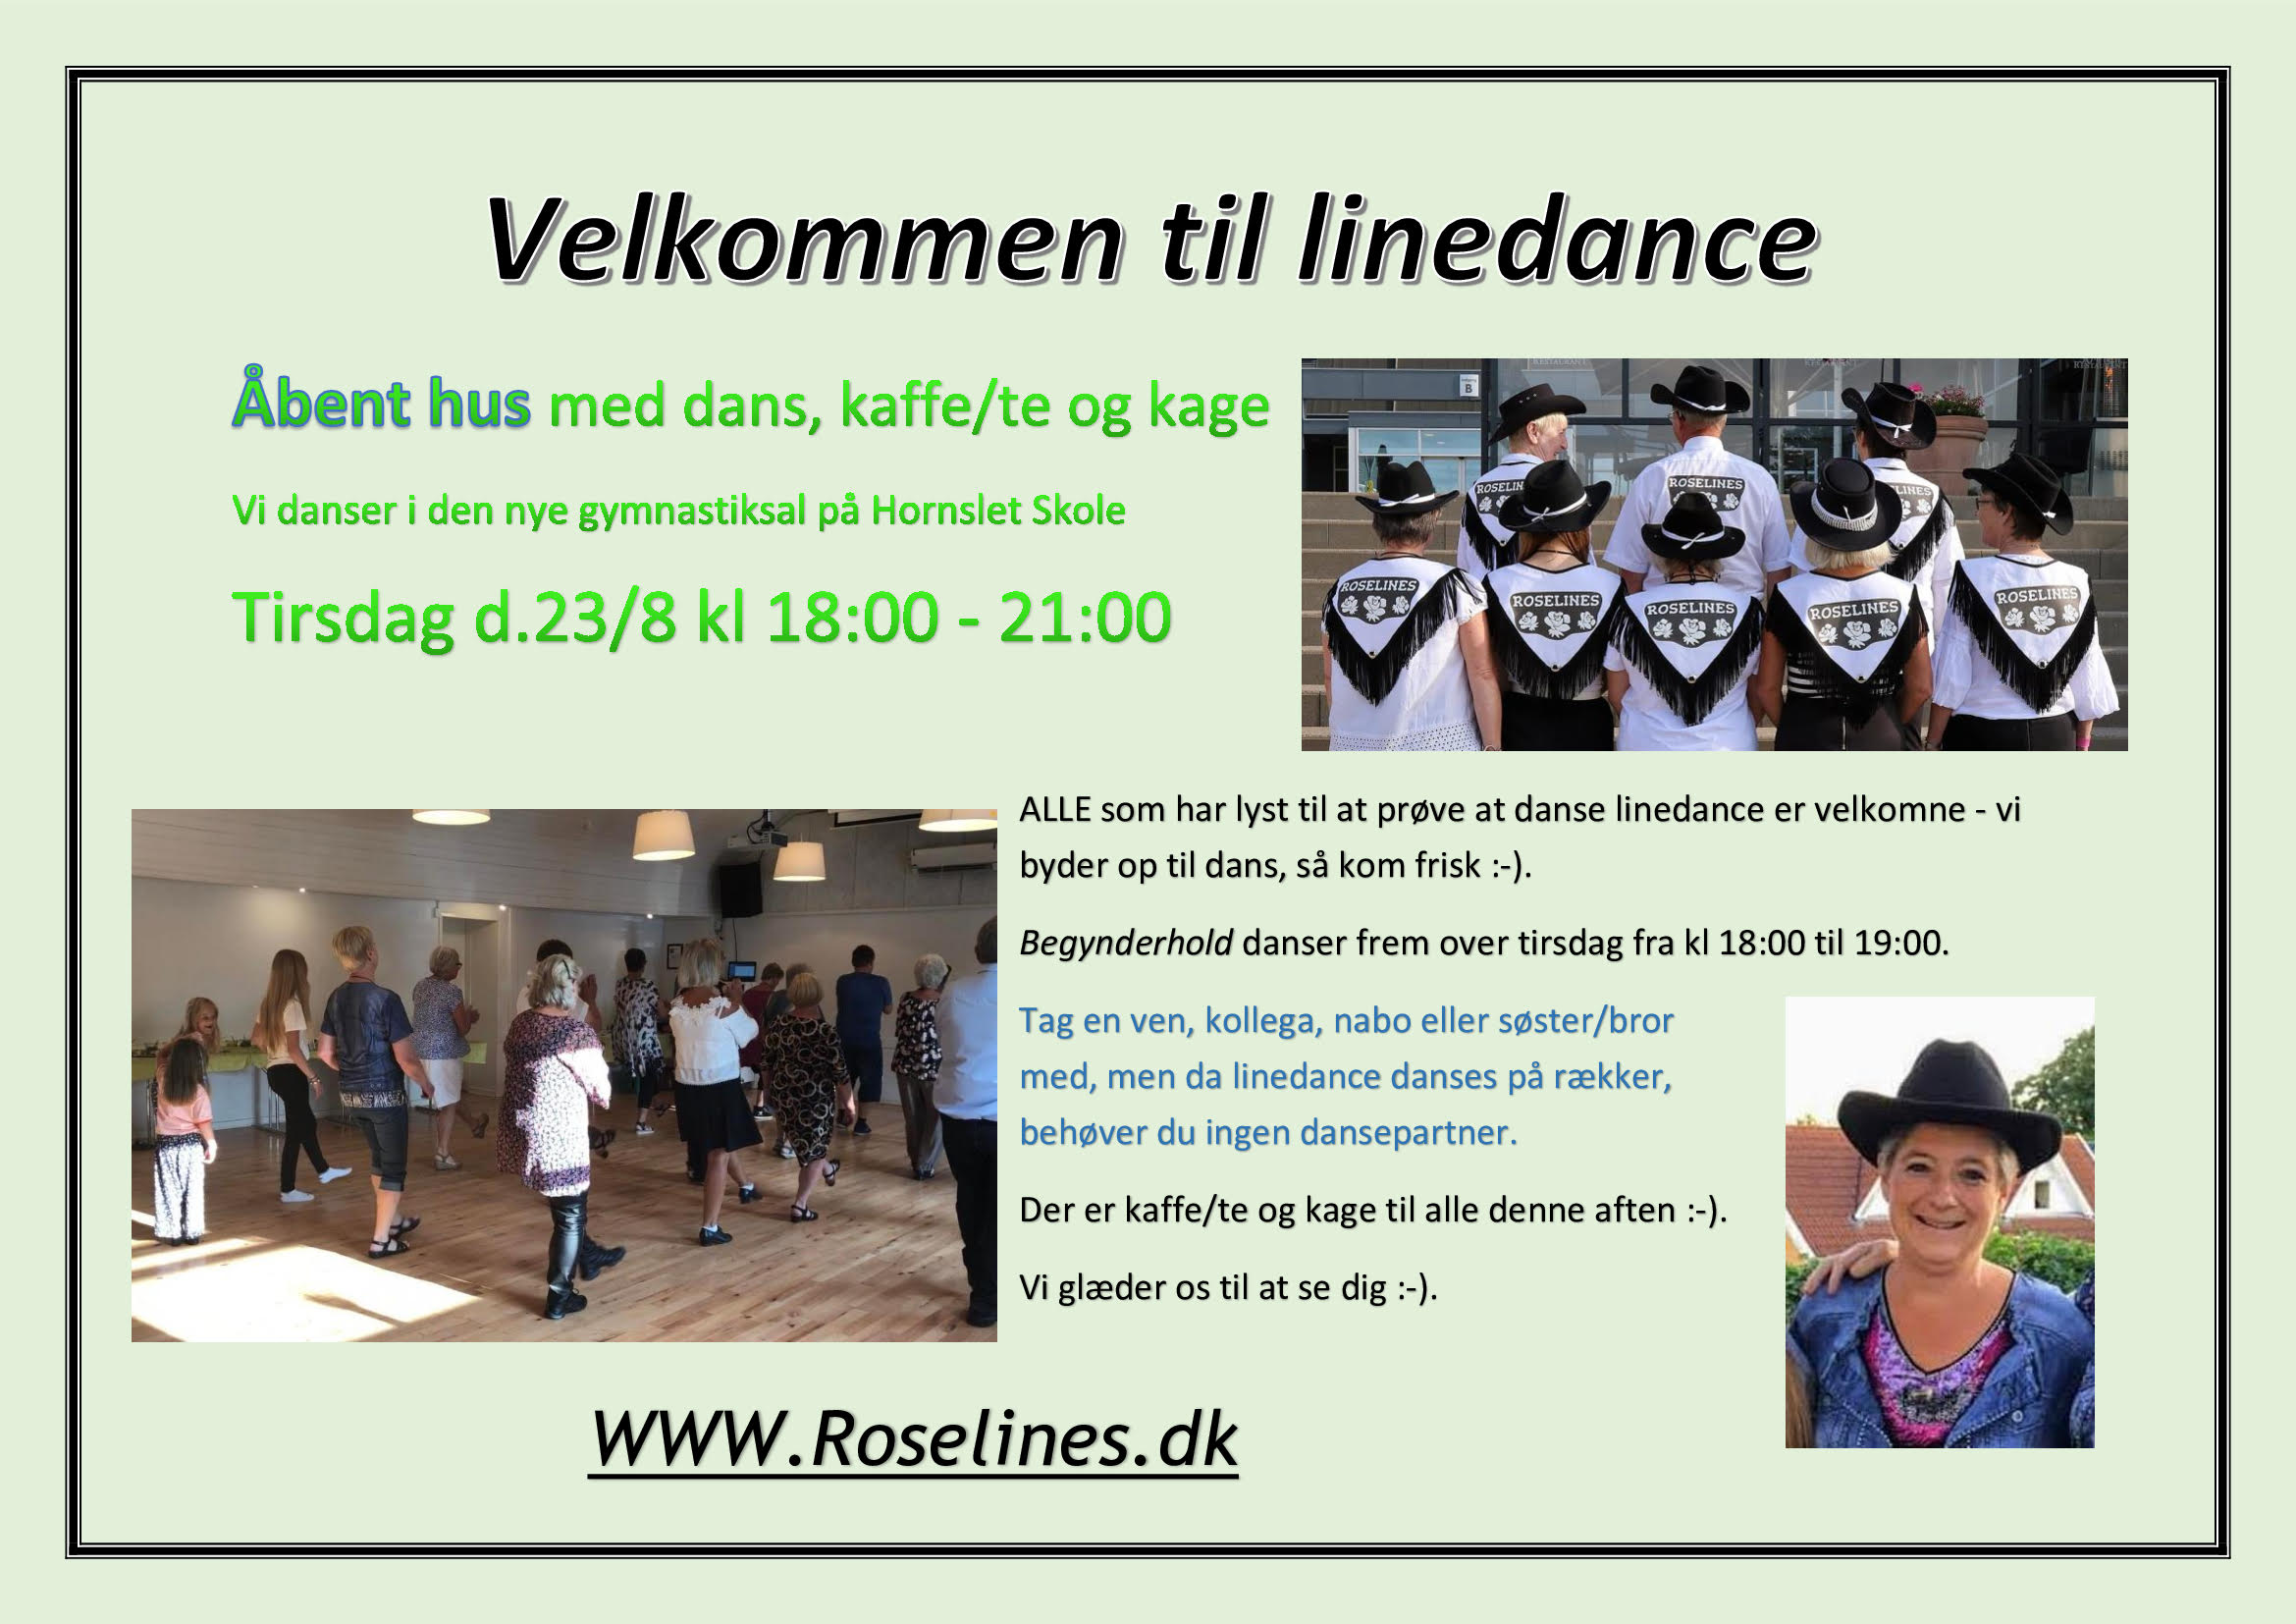 Velkommen til linedance
Åbent hus med dans, kaffe/te og kage
Vi danser i den nye gymnastiksal på Hornslet Skole
Tirsdag d.23/8 kl 18:00 - 21:00
RESTAURANT
B
ROSELINES
ROSELINES
ROSELINES
ROSELINES
ROSELINES
ROSELINES
ALLE som har lyst til at prøve at danse linedance er velkomne - vi
byder op til dans, så kom frisk :-).
Begynderhold danser frem over tirsdag fra kl 18:00 til 19:00.
Tag en ven, kollega, nabo eller søster/bror
med, men da linedance danses på rækker,
behøver du ingen dansepartner.
Der er kaffe/te og kage til alle denne aften :-).
Vi glæder os til at se dig :-).
WWW.Roselines.dk